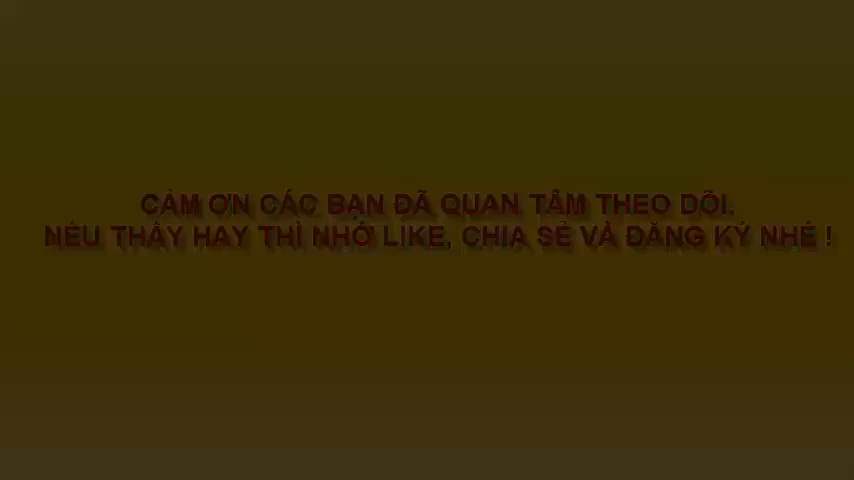 CẢM ƠN CÁC BẠN ĐÃ QUAN TÂM THEO DÕI.
NẾU THẤY HAY THÌ NHỚ LIKE, CHIA SẺ VÀ ĐĂNG KÝ NHÉ !